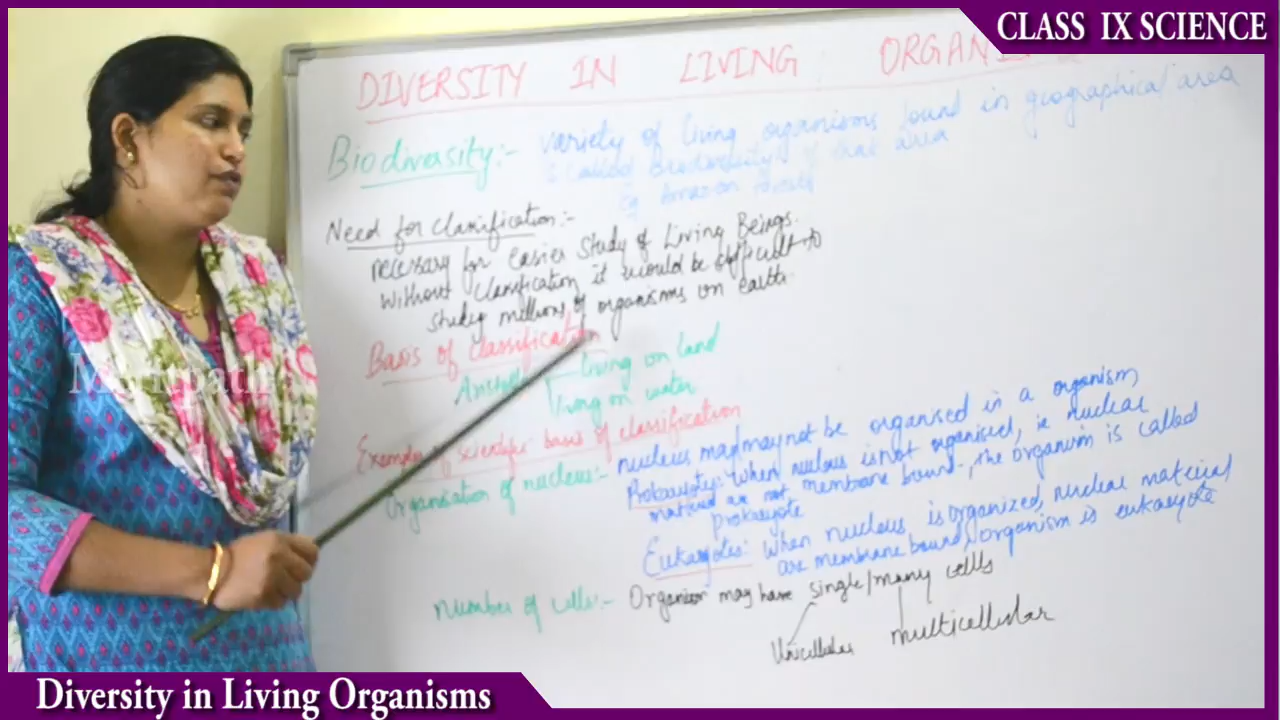 CLASS IX SCIENCE
DIVERSITY IN LIVING ORGANIS
Biodiversity:- variety of living organisms found in geographical area
is called Biodiversity of that area
Eg Amazon forests
Need for classification:-
necessary for easier study of Living Beings.
without classification it would be difficult to
study millions of organisms on earth.
Basis of classification
living on land
living on water
Example of scientific basis of classification
Organisation of nucleus:- nucleus may/may not be organised in a organism
Prokaryotes: When nucleus is not organised, ie nuclear
material are not membrane bound, the organism is called
prokaryote
Eukaryotes: When nucleus is organized, nuclear material
are membrane bound, organism is eukaryote
Number of cells:- Organism may have single/many cells
Unicellular multicellular
Diversity in Living Organisms